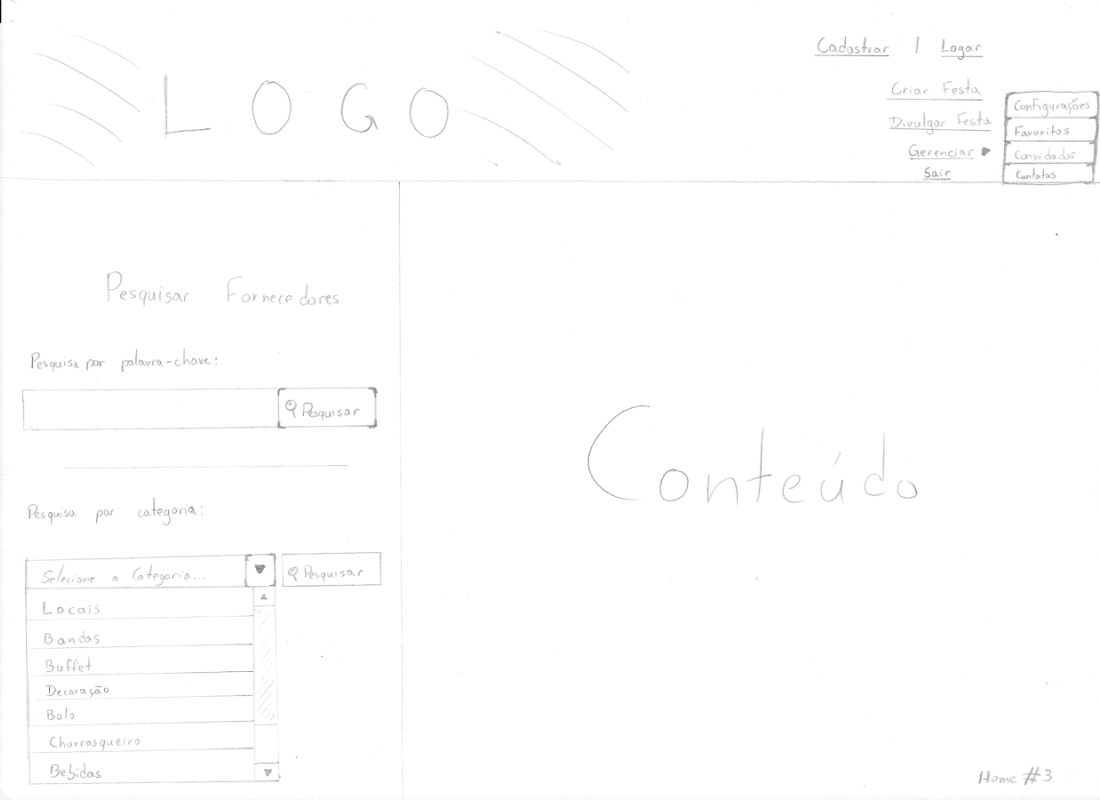 LOGO
Cadastrar | Logar
Criar Festa
Divulgar Festa
Gerenciar
Sair
Configurações
Favoritos
Convidados
Contatos
Pesquisar Fornecedores
Pesquisa por palavra-chave:
Pesquisar
Pesquisa por categoria:
Selecione a Categoria...
Pesquisar
Locais
Bandas
Buffet
Decoração
Bolo
Churrasqueiro
Bebidas
Conteúdo
Home #3